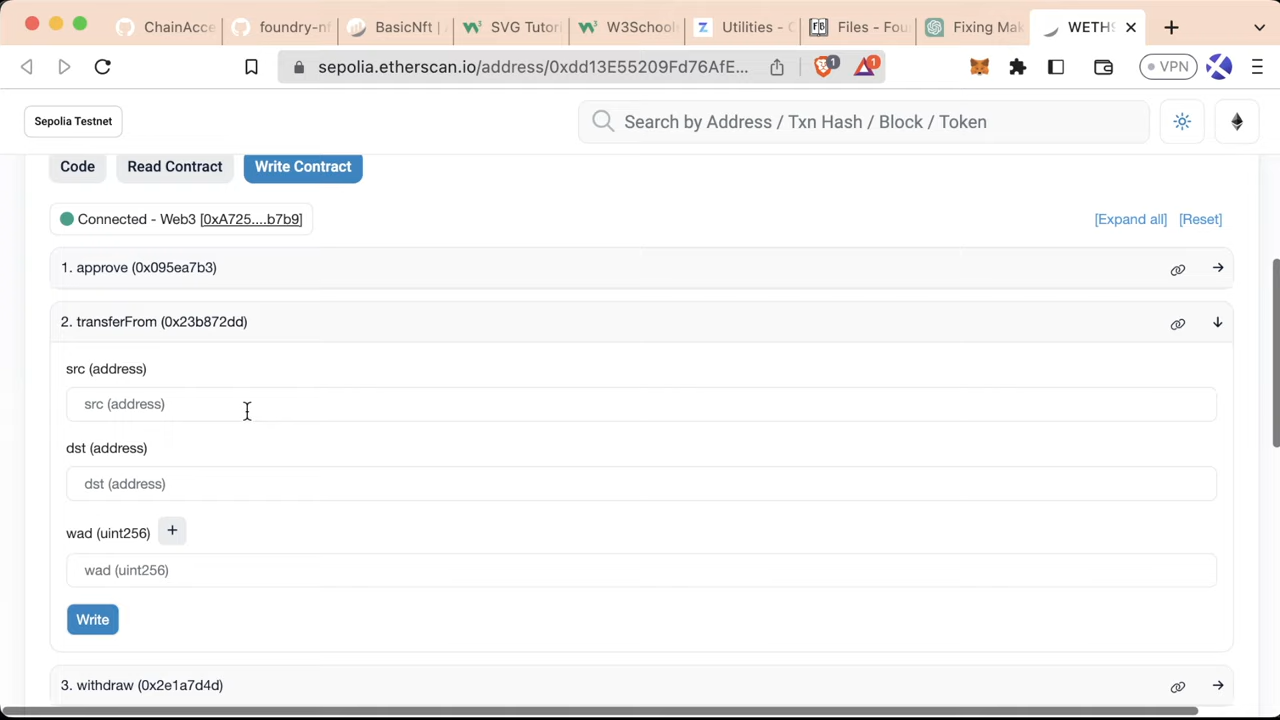 ChainAcce
foundry-nf
BasicNft |
SVG Tutori
W3School
Utilities - O
Files - Fou
Fixing Mak
WETH
sepolia.etherscan.io/address/0xdd13E55209Fd76AfE...
1
1
VPN
Sepolia Testnet
Search by Address / Txn Hash / Block / Token
Code
Read Contract
Write Contract
Connected - Web3 [0xA725....b7b9]
[Expand all]
[Reset]
1. approve (0x095ea7b3)
2. transferFrom (0x23b872dd)
src (address)
src (address)
dst (address)
dst (address)
wad (uint256)
+
wad (uint256)
Write
3. withdraw (0x2e1a7d4d)